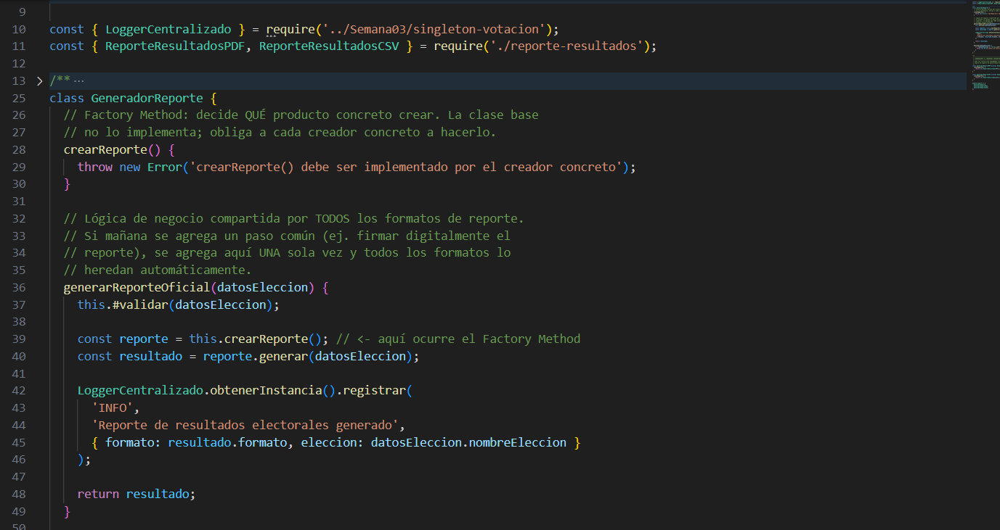 9
10 const { LoggerCentralizado } = require('../Semana03/singleton-votacion');
11 const { ReporteResultadosPDF, ReporteResultadosCSV } = require('./reporte-resultados');
12
13 > /** ···
25 class GeneradorReporte {
26 // Factory Method: decide QUÉ producto concreto crear. La clase base
27 // no lo implementa; obliga a cada creador concreto a hacerlo.
28 crearReporte() {
29 throw new Error('crearReporte() debe ser implementado por el creador concreto');
30 }
31
32 // Lógica de negocio compartida por TODOS los formatos de reporte.
33 // Si mañana se agrega un paso común (ej. firmar digitalmente el
34 // reporte), se agrega aquí UNA sola vez y todos los formatos lo
35 // heredan automáticamente.
36 generarReporteOficial(datosEleccion) {
37 this.#validar(datosEleccion);
38
39 const reporte = this.crearReporte(); // <- aquí ocurre el Factory Method
40 const resultado = reporte.generar(datosEleccion);
41
42 LoggerCentralizado.obtenerInstancia().registrar(
43 'INFO',
44 'Reporte de resultados electorales generado',
45 { formato: resultado.formato, eleccion: datosEleccion.nombreEleccion }
46 );
47
48 return resultado;
49 }
50